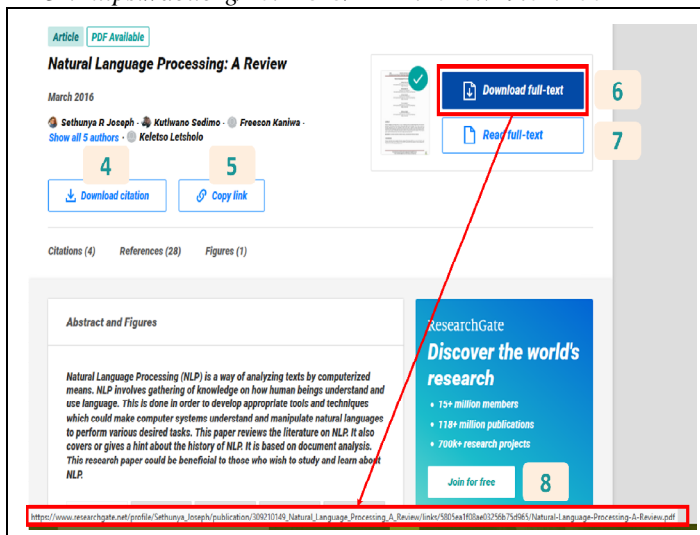 Article PDF Available
Natural Language Processing: A Review
March 2016
Sethunya R Joseph · Kutlwano Sedimo · Freeson Kaniwa ·
Show all 5 authors · Keletso Letsholo
4
5
Download citation
Copy link
Download full-text
6
Read full-text
7
Citations (4) References (28) Figures (1)
Abstract and Figures
Natural Language Processing (NLP) is a way of analyzing texts by computerized
means. NLP involves gathering of knowledge on how human beings understand and
use language. This is done in order to develop appropriate tools and techniques
which could make computer systems understand and manipulate natural languages
to perform various desired tasks. This paper reviews the literature on NLP. It also
covers or gives a hint about the history of NLP. It is based on document analysis.
This research paper could be beneficial to those who wish to study and learn about
NLP.
ResearchGate
Discover the world's
research
• 15+ million members
• 118+ million publications
• 700k+ research projects
Join for free
8
https://www.researchgate.net/profile/Sethunya_Joseph/publication/309210149_Natural_Language_Processing_A_Review/links/5805ea1f08ae03256b75d965/Natural-Language-Processing-A-Review.pdf